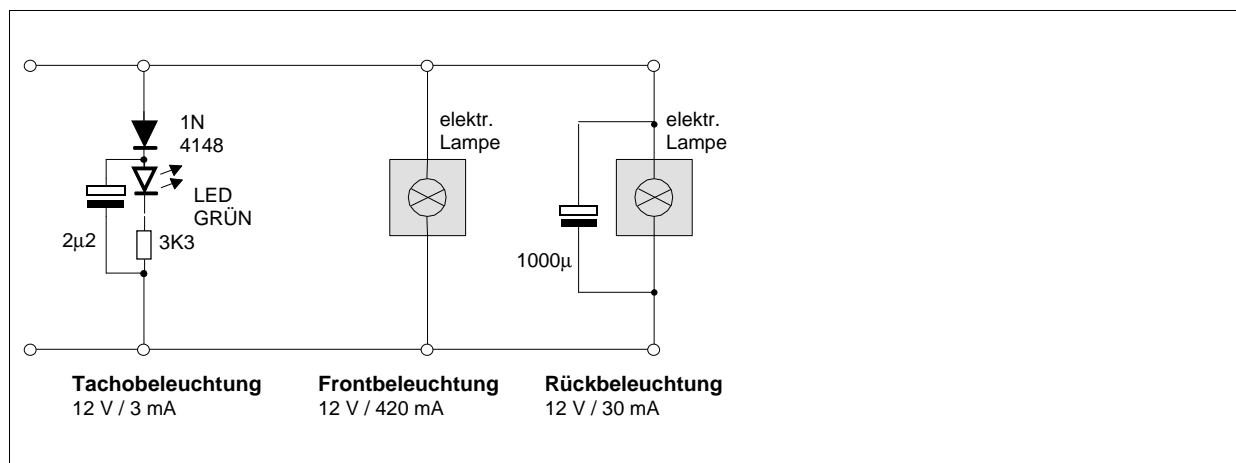 1N
4148
LED
GRÜN
2µ2
3K3
elektr.
Lampe
elektr.
Lampe
1000µ
Tachobeleuchtung
12 V / 3 mA
Frontbeleuchtung
12 V / 420 mA
Rückbeleuchtung
12 V / 30 mA